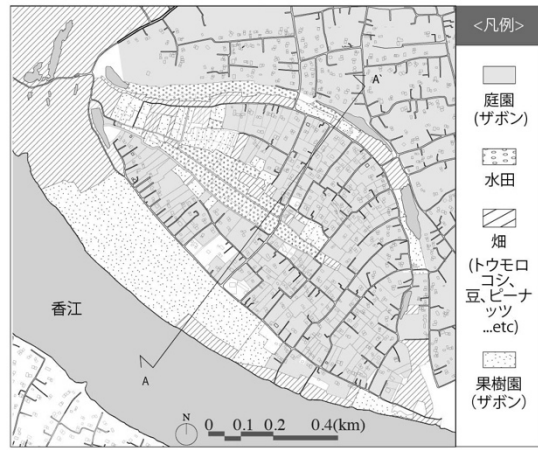 A'
香江
A
N
0 0.1 0.2 0.4(km)
<凡例>
庭園
(ザボン)
水田
畑
(トウモロ
コシ、
豆、ピーナ
ッツ
...etc)
果樹園
(ザボン)